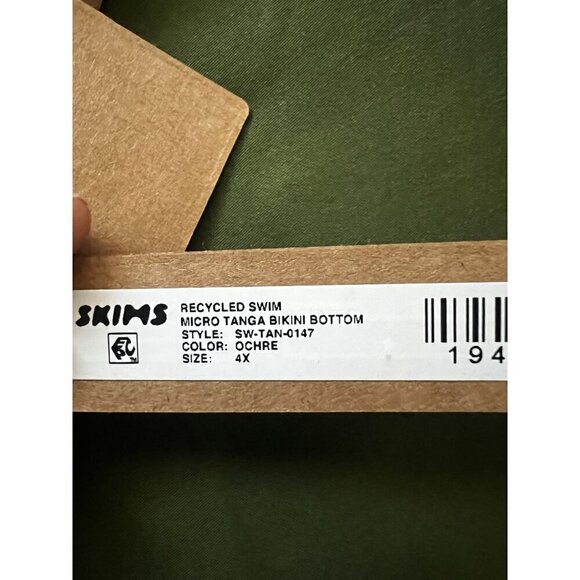 SKIMS
RECYCLED SWIM
MICRO TANGA BIKINI BOTTOM
STYLE: SW-TAN-0147
COLOR: OCHRE
SIZE: 4X
194